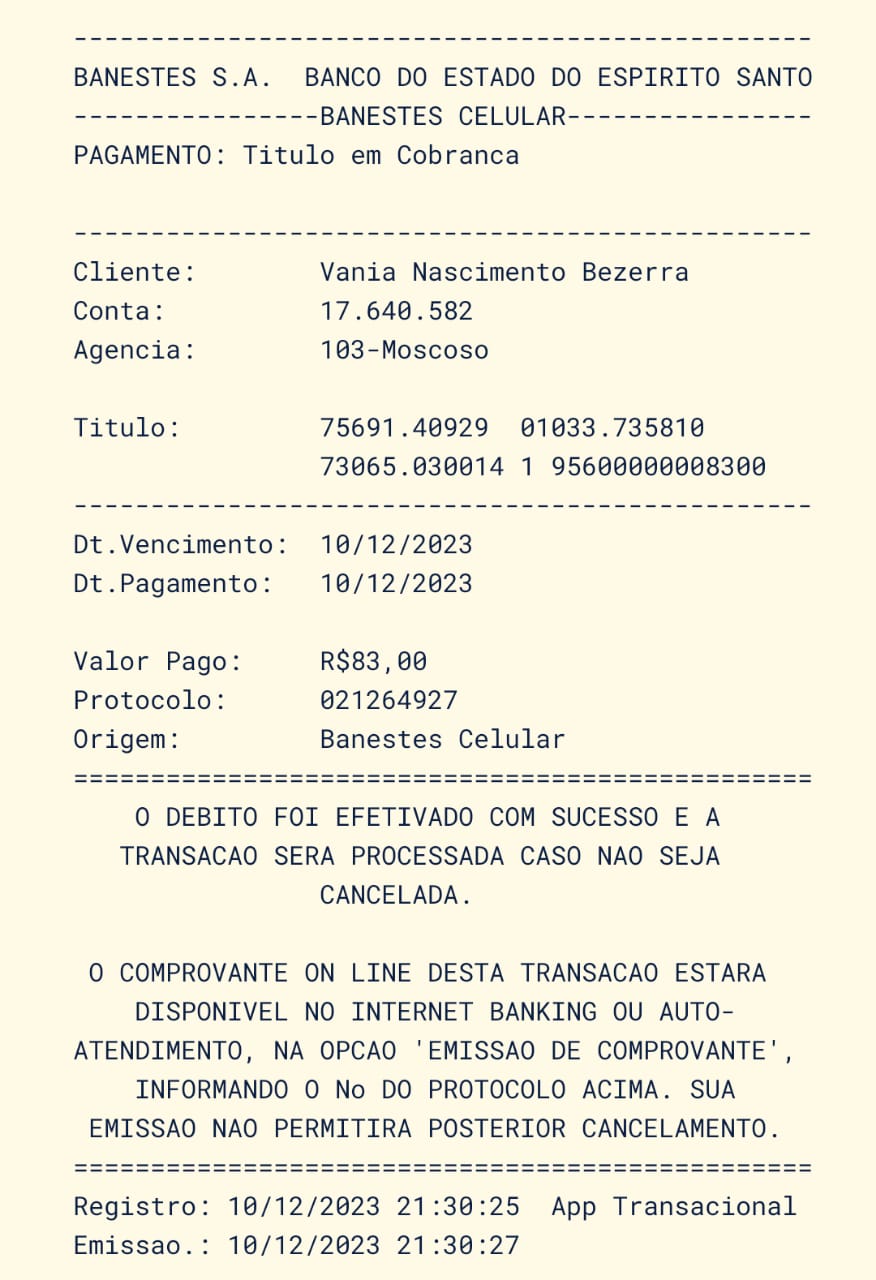 ------------------------------------------------
BANESTES S.A.  BANCO DO ESTADO DO ESPIRITO SANTO
----------------BANESTES CELULAR----------------
PAGAMENTO: Titulo em Cobranca
------------------------------------------------
Cliente:        Vania Nascimento Bezerra
Conta:          17.640.582
Agencia:        103-Moscoso
Titulo:         75691.40929  01033.735810
                73065.030014 1 95600000008300
------------------------------------------------
Dt.Vencimento:  10/12/2023
Dt.Pagamento:   10/12/2023
Valor Pago:     R$83,00
Protocolo:      021264927
Origem:         Banestes Celular
================================================
O DEBITO FOI EFETIVADO COM SUCESSO E A
TRANSACAO SERA PROCESSADA CASO NAO SEJA
CANCELADA.
O COMPROVANTE ON LINE DESTA TRANSACAO ESTARA
DISPONIVEL NO INTERNET BANKING OU AUTO-
ATENDIMENTO, NA OPCAO 'EMISSAO DE COMPROVANTE',
INFORMANDO O No DO PROTOCOLO ACIMA. SUA
EMISSAO NAO PERMITIRA POSTERIOR CANCELAMENTO.
================================================
Registro: 10/12/2023 21:30:25  App Transacional
Emissao.: 10/12/2023 21:30:27